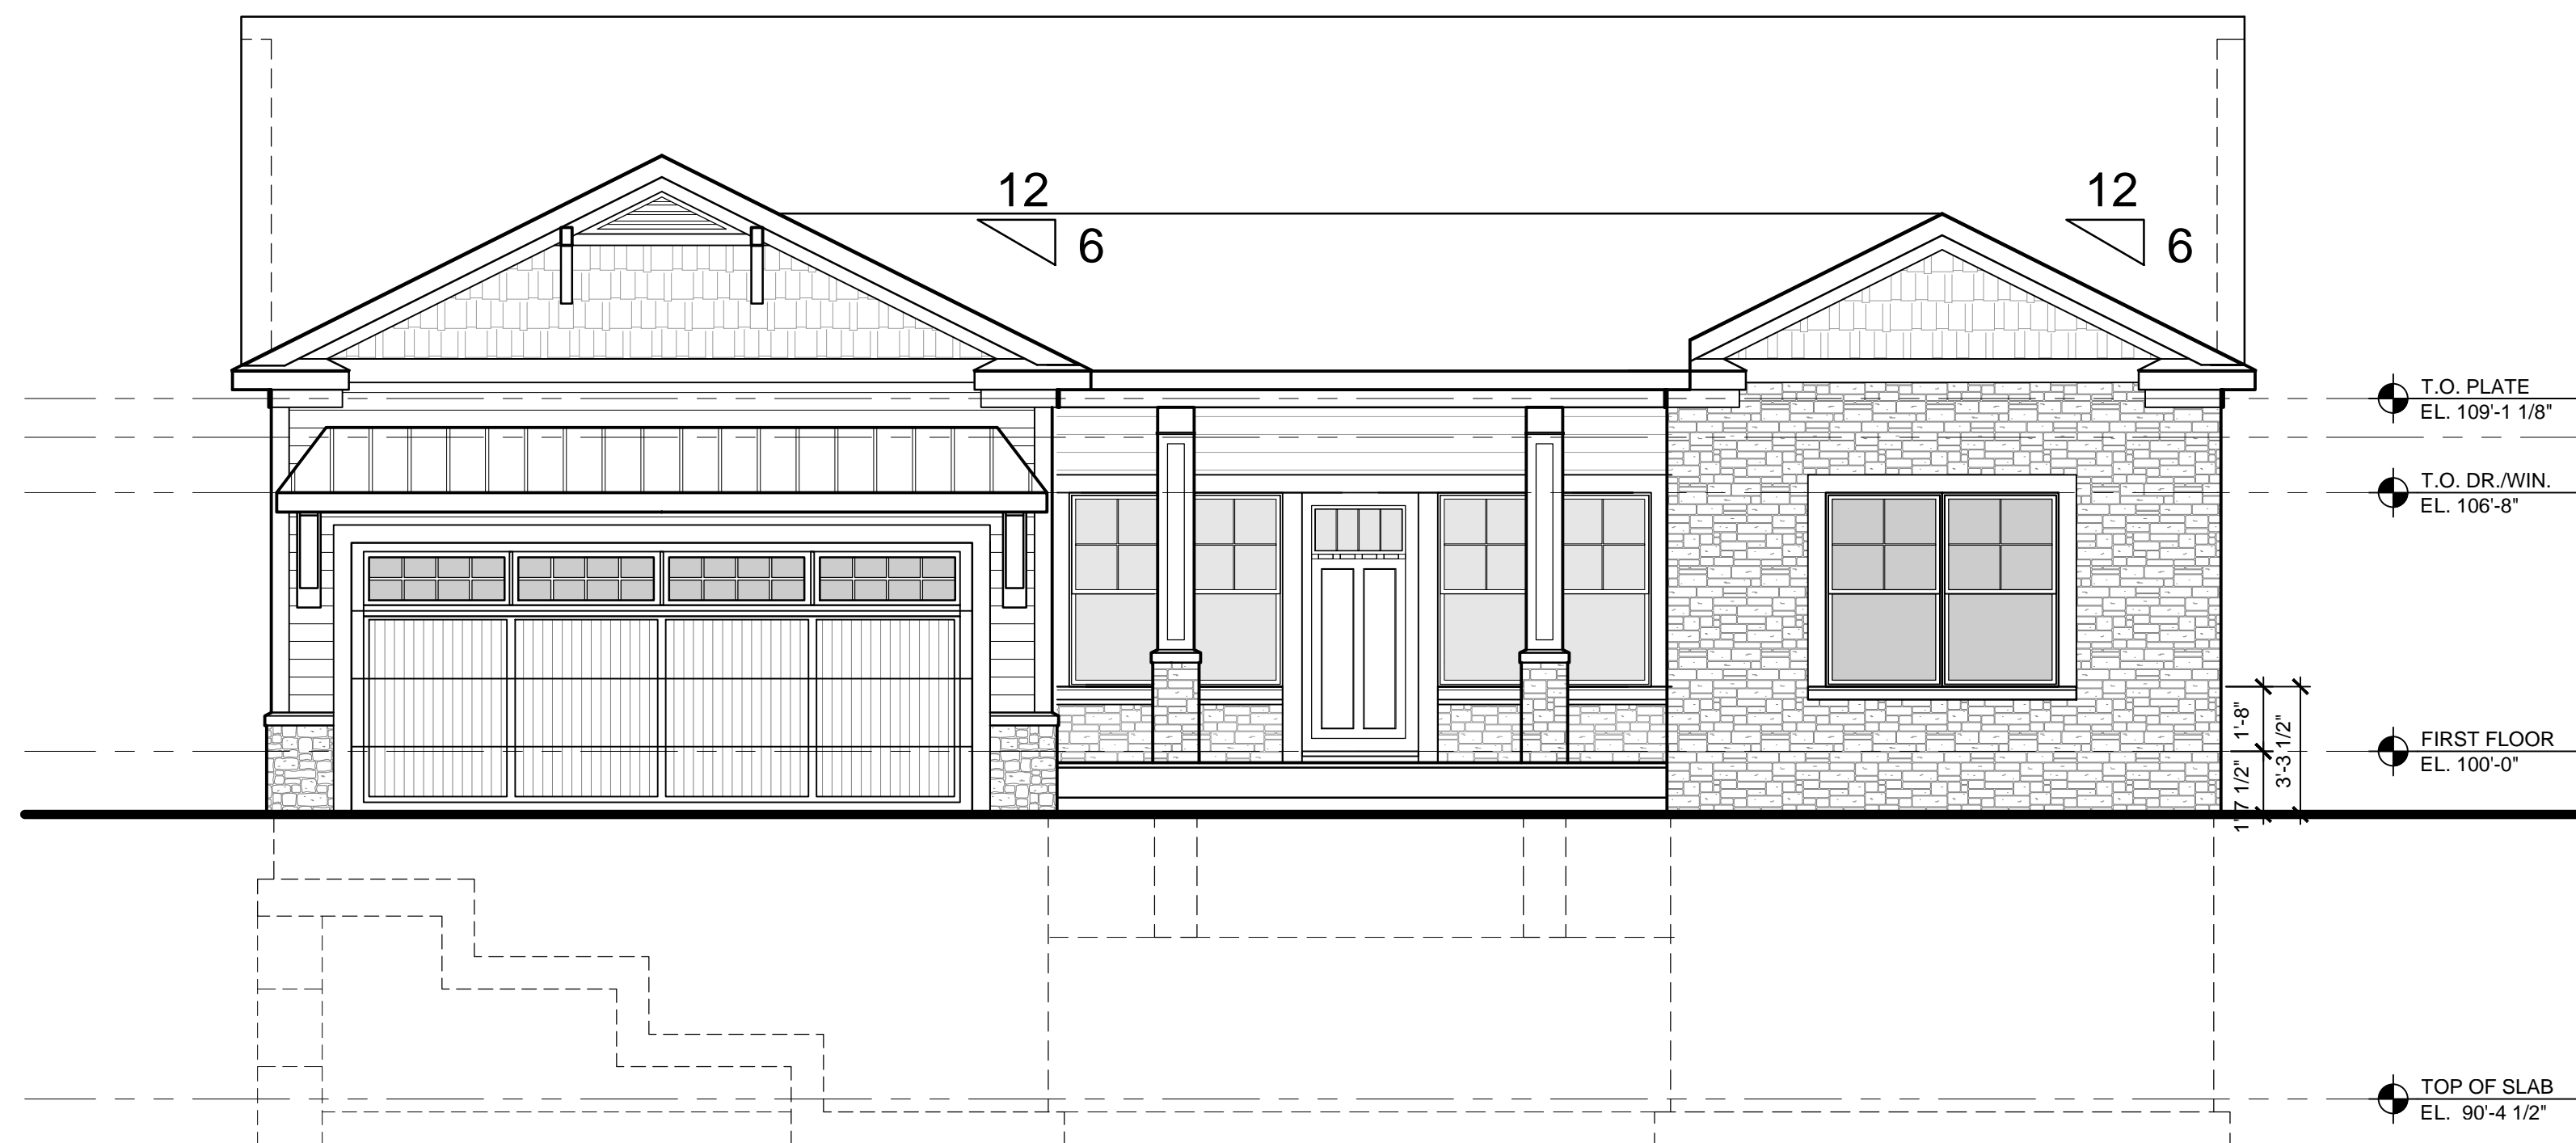 12
6
12
6
T.O. PLATE
EL. 109'-1 1/8"
T.O. DR./WIN.
EL. 106'-8"
1'-8"
3'-3 1/2"
1'-7 1/2"
FIRST FLOOR
EL. 100'-0"
TOP OF SLAB
EL. 90'-4 1/2"